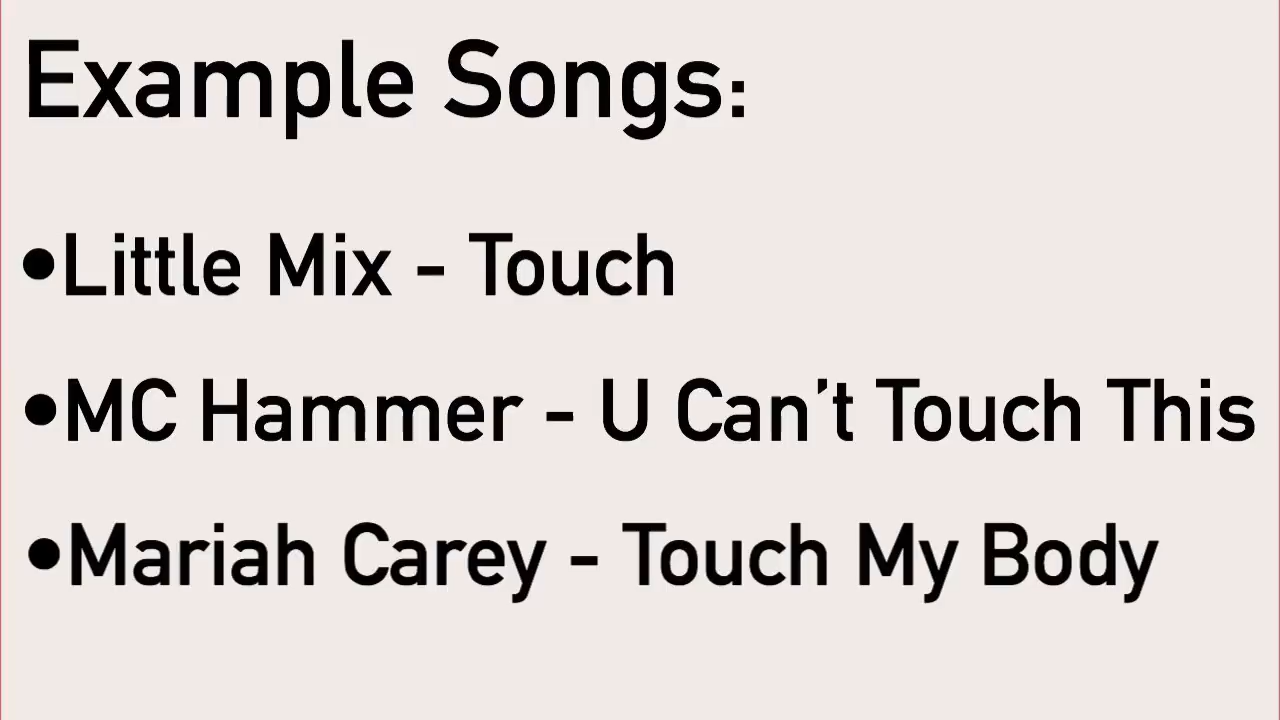 Example Songs:
•Little Mix - Touch
•MC Hammer - U Can’t Touch This
•Mariah Carey - Touch My Body